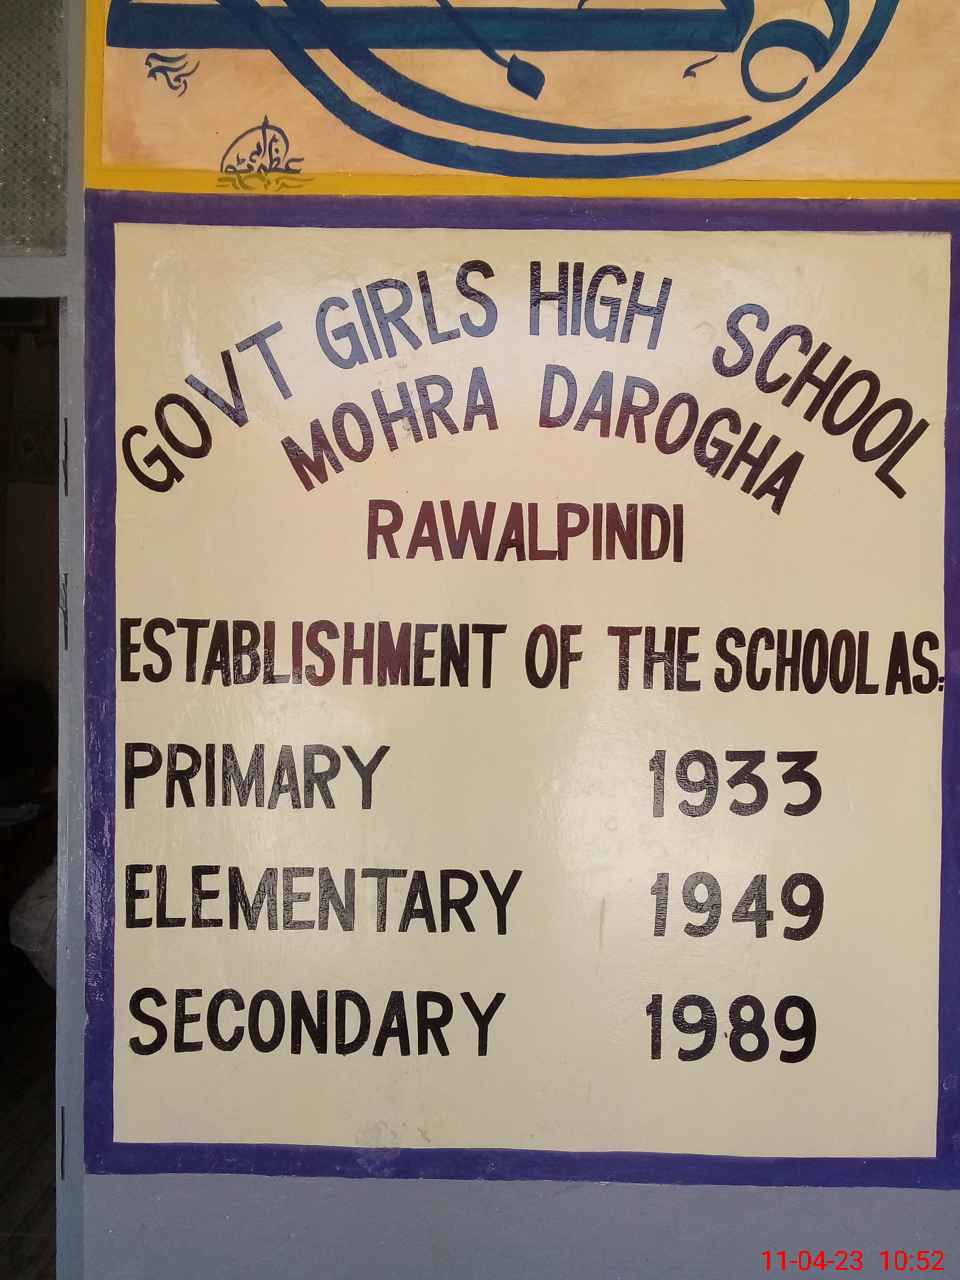 GOVT GIRLS HIGH SCHOOL
MOHRA DAROGHA
RAWALPINDI
ESTABLISHMENT OF THE SCHOOL AS:
PRIMARY 1933
ELEMENTARY 1949
SECONDARY 1989
11-04-23 10:52